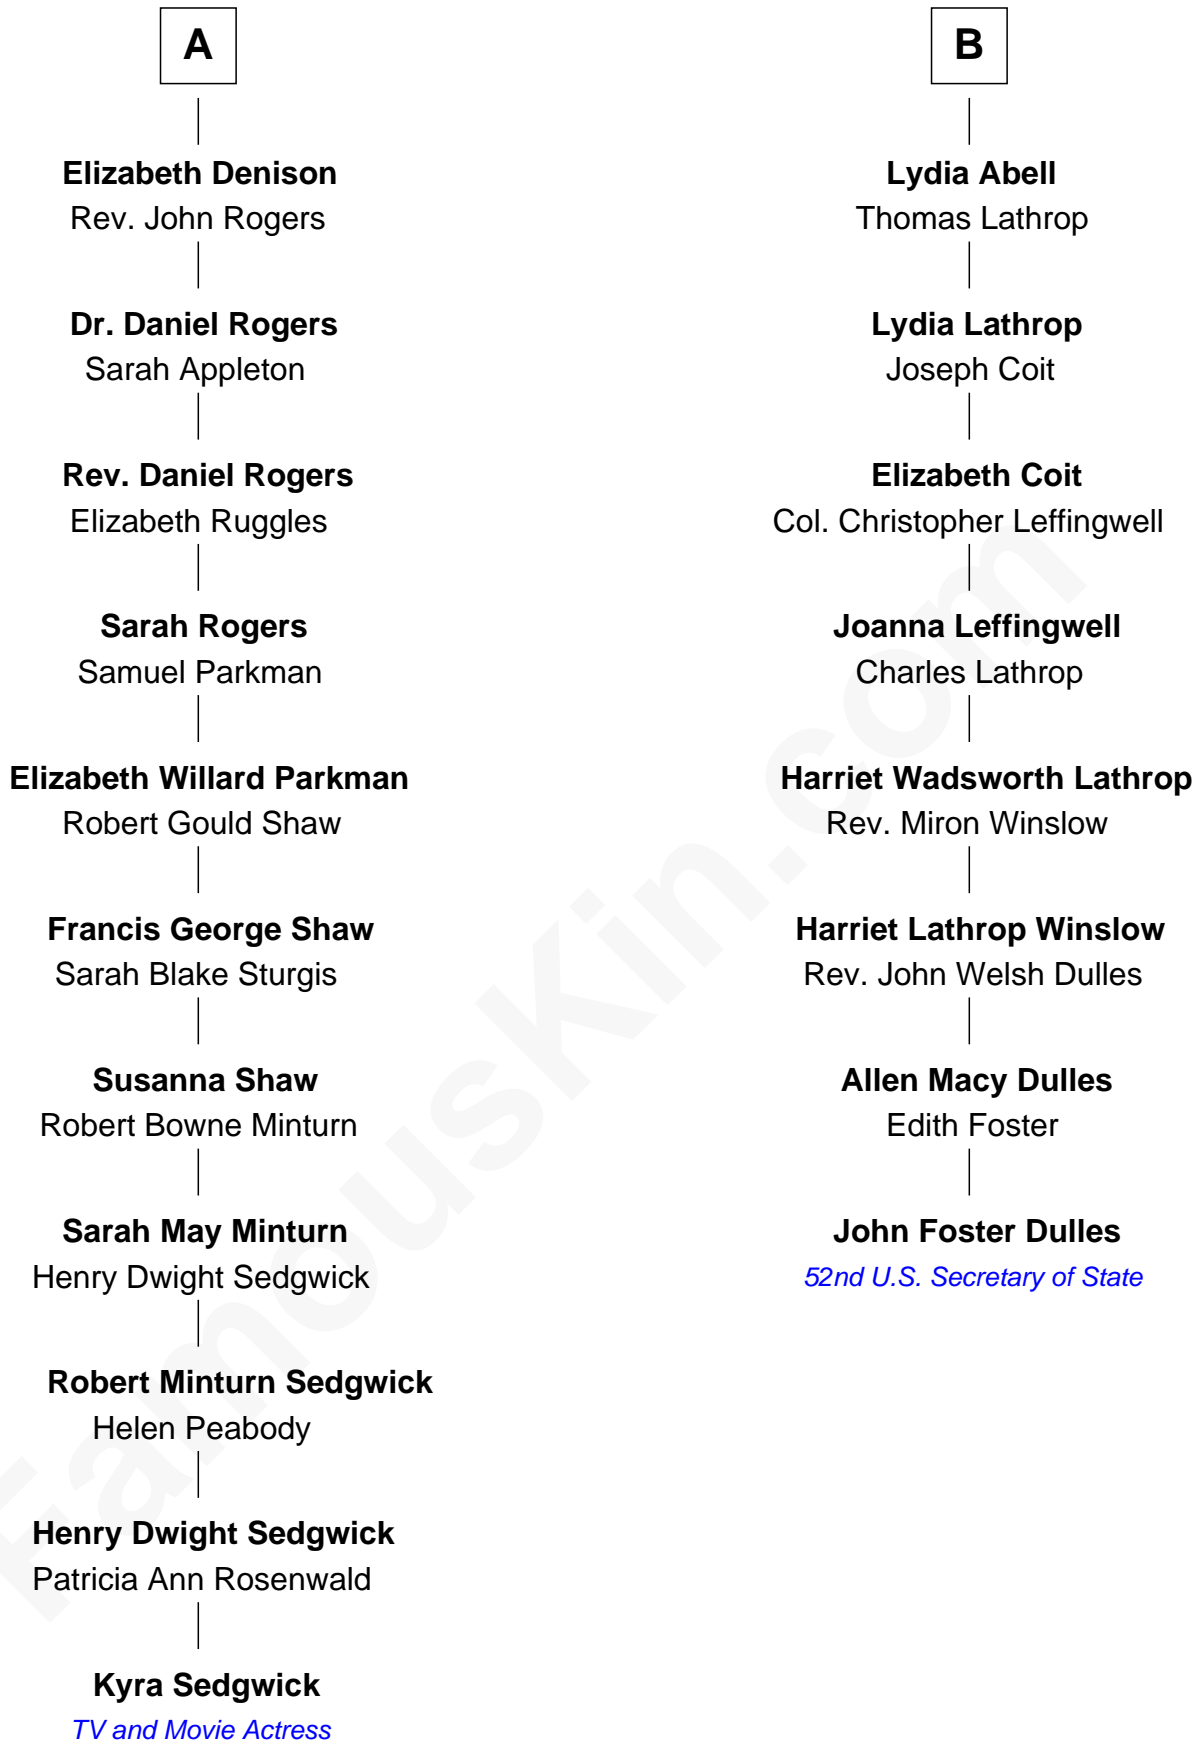 A
Elizabeth Denison
Rev. John Rogers
Dr. Daniel Rogers
Sarah Appleton
Rev. Daniel Rogers
Elizabeth Ruggles
Sarah Rogers
Samuel Parkman
Elizabeth Willard Parkman
Robert Gould Shaw
Francis George Shaw
Sarah Blake Sturgis
Susanna Shaw
Robert Bowne Minturn
Sarah May Minturn
Henry Dwight Sedgwick
Robert Minturn Sedgwick
Helen Peabody
Henry Dwight Sedgwick
Patricia Ann Rosenwald
Kyra Sedgwick
TV and Movie Actress
B
Lydia Abell
Thomas Lathrop
Lydia Lathrop
Joseph Coit
Elizabeth Coit
Col. Christopher Leffingwell
Joanna Leffingwell
Charles Lathrop
Harriet Wadsworth Lathrop
Rev. Miron Winslow
Harriet Lathrop Winslow
Rev. John Welsh Dulles
Allen Macy Dulles
Edith Foster
John Foster Dulles
52nd U.S. Secretary of State
FamousKin.com